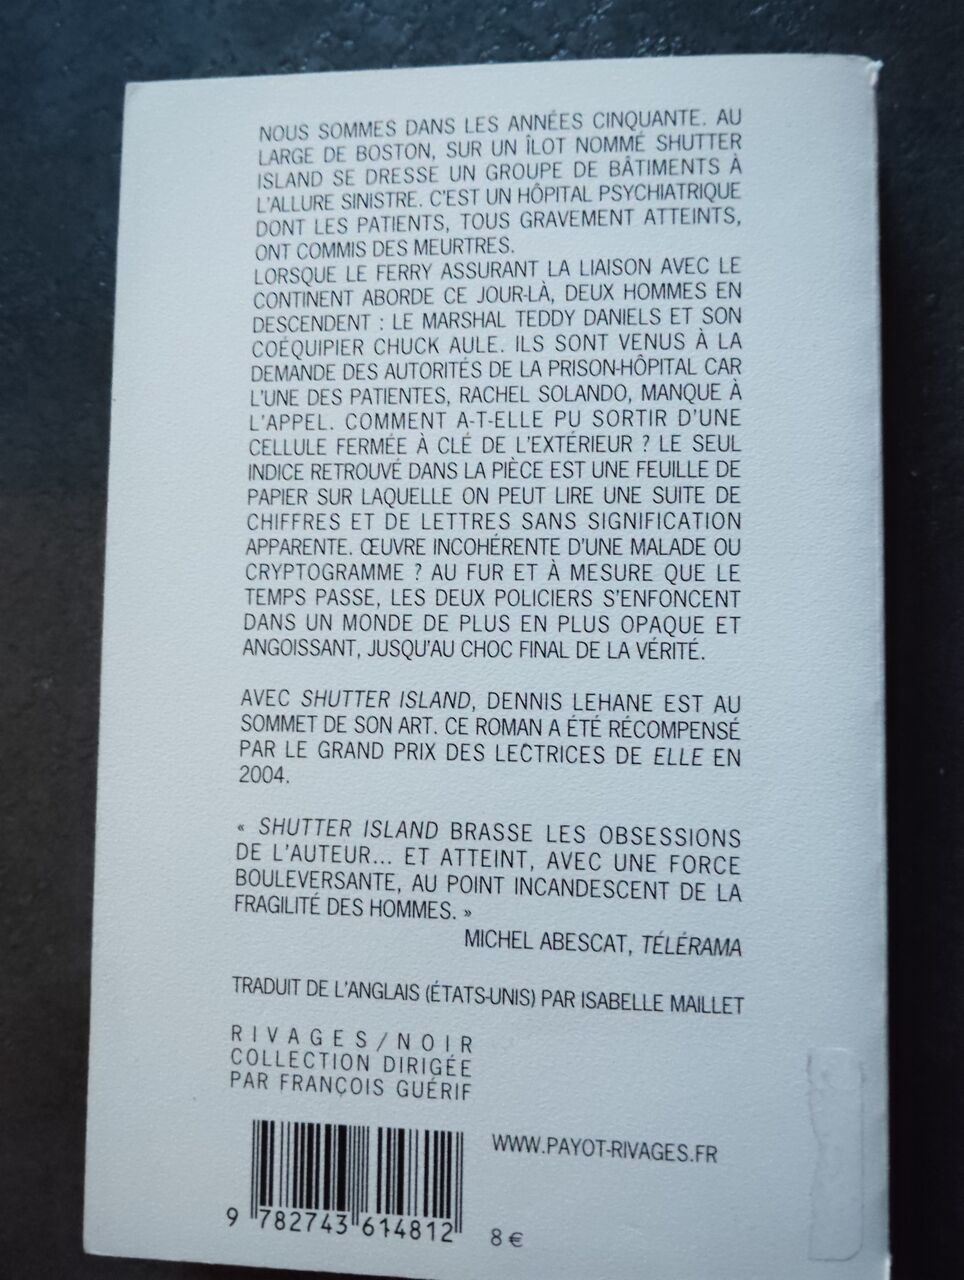 NOUS SOMMES DANS LES ANNÉES CINQUANTE. AU
LARGE DE BOSTON, SUR UN ÎLOT NOMMÉ SHUTTER
ISLAND SE DRESSE UN GROUPE DE BÂTIMENTS À
L'ALLURE SINISTRE. C'EST UN HÔPITAL PSYCHIATRIQUE
DONT LES PATIENTS, TOUS GRAVEMENT ATTEINTS,
ONT COMMIS DES MEURTRES.
LORSQUE LE FERRY ASSURANT LA LIAISON AVEC LE
CONTINENT ABORDE CE JOUR-LÀ, DEUX HOMMES EN
DESCENDENT : LE MARSHAL TEDDY DANIELS ET SON
COÉQUIPIER CHUCK AULE. ILS SONT VENUS À LA
DEMANDE DES AUTORITÉS DE LA PRISON-HÔPITAL CAR
L'UNE DES PATIENTES, RACHEL SOLANDO, MANQUE À
L'APPEL. COMMENT A-T-ELLE PU SORTIR D'UNE
CELLULE FERMÉE À CLÉ DE L'EXTÉRIEUR ? LE SEUL
INDICE RETROUVÉ DANS LA PIÈCE EST UNE FEUILLE DE
PAPIER SUR LAQUELLE ON PEUT LIRE UNE SUITE DE
CHIFFRES ET DE LETTRES SANS SIGNIFICATION
APPARENTE. ŒUVRE INCOHÉRENTE D'UNE MALADE OU
CRYPTOGRAMME ? AU FUR ET À MESURE QUE LE
TEMPS PASSE, LES DEUX POLICIERS S'ENFONCENT
DANS UN MONDE DE PLUS EN PLUS OPAQUE ET
ANGOISSANT, JUSQU'AU CHOC FINAL DE LA VÉRITÉ.
AVEC SHUTTER ISLAND, DENNIS LEHANE EST AU
SOMMET DE SON ART. CE ROMAN A ÉTÉ RÉCOMPENSÉ
PAR LE GRAND PRIX DES LECTRICES DE ELLE EN
2004.
« SHUTTER ISLAND BRASSE LES OBSESSIONS
DE L'AUTEUR... ET ATTEINT, AVEC UNE FORCE
BOULEVERSANTE, AU POINT INCANDESCENT DE LA
FRAGILITÉ DES HOMMES. »
MICHEL ABESCAT, TÉLÉRAMA
TRADUIT DE L'ANGLAIS (ÉTATS-UNIS) PAR ISABELLE MAILLET
RIVAGES/NOIR
COLLECTION DIRIGÉE
PAR FRANÇOIS GUÉRIF
WWW.PAYOT-RIVAGES.FR
9 782743 614812
8 €